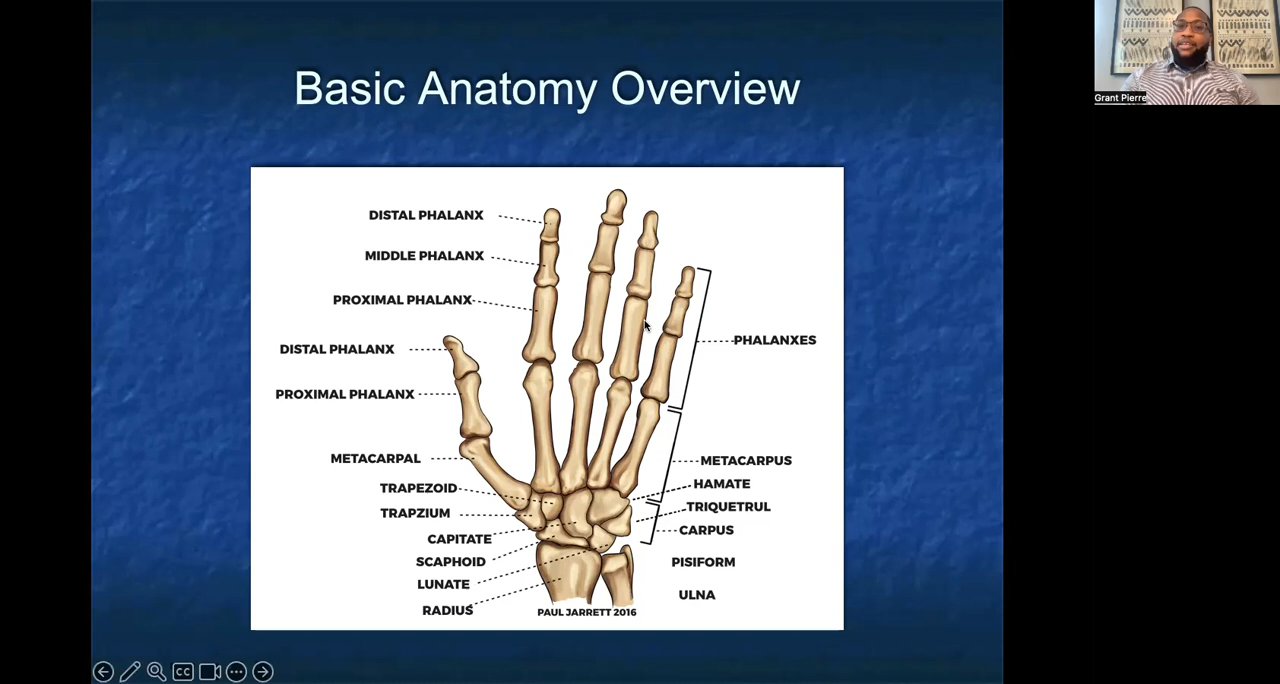 Basic Anatomy Overview
Grant Pierre
DISTAL PHALANX
MIDDLE PHALANX
PROXIMAL PHALANX
DISTAL PHALANX
PROXIMAL PHALANX
METACARPAL
TRAPEZOID
TRAPZIUM
CAPITATE
SCAPHOID
LUNATE
RADIUS
PHALANXES
METACARPUS
HAMATE
TRIQUETRUL
CARPUS
PISIFORM
ULNA
PAUL JARRETT 2016
CC